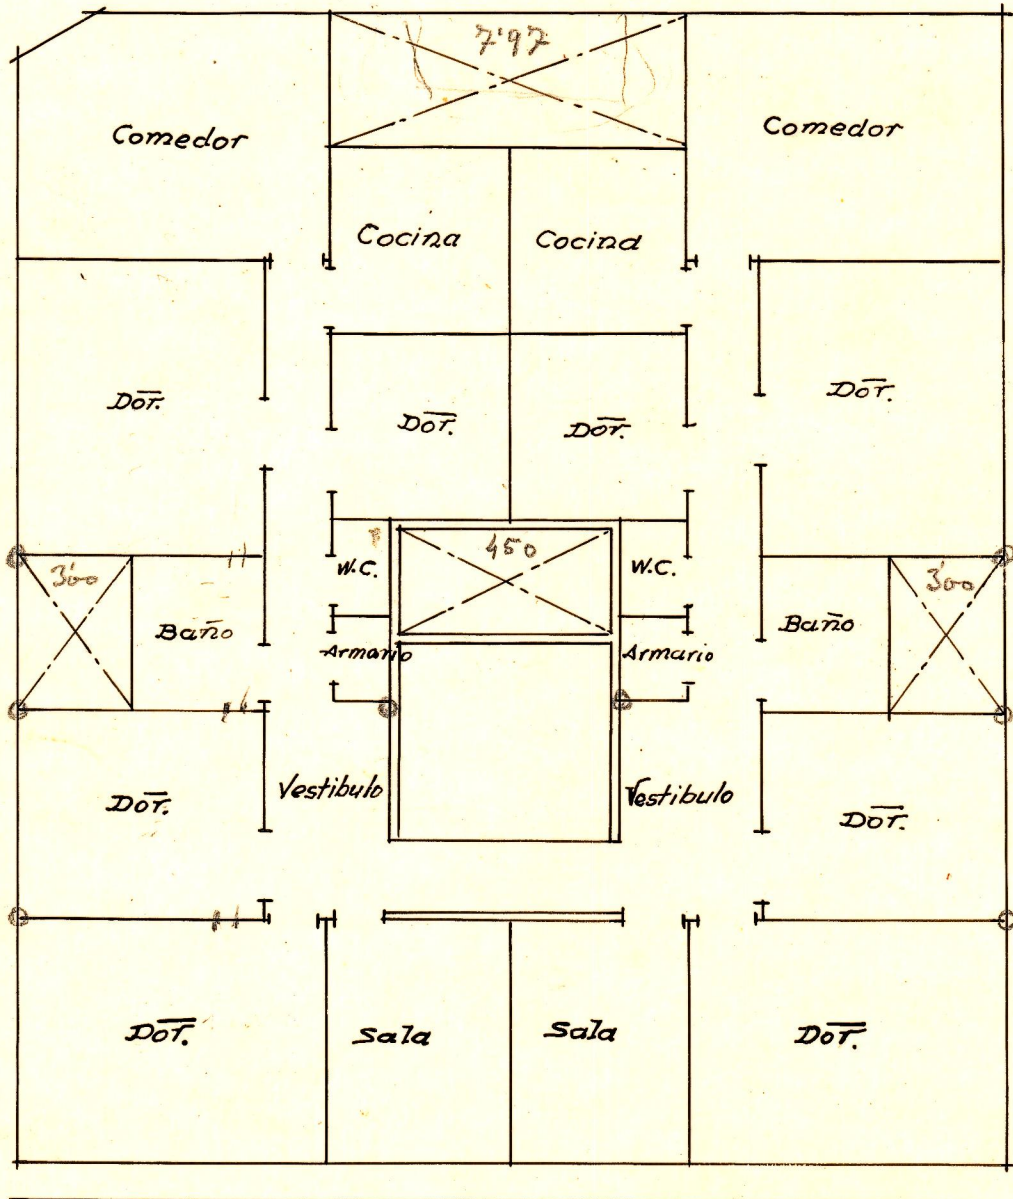 7'97
Comedor
Comedor
Cocina
Cocina
Dor.
Dor.
Dor.
Dor.
450
W.C.
W.C.
3'00
3'00
Baño
Baño
Armario
Armario
Vestibulo
Vestibulo
Dor.
Dor.
Dor.
Sala
Sala
Dor.